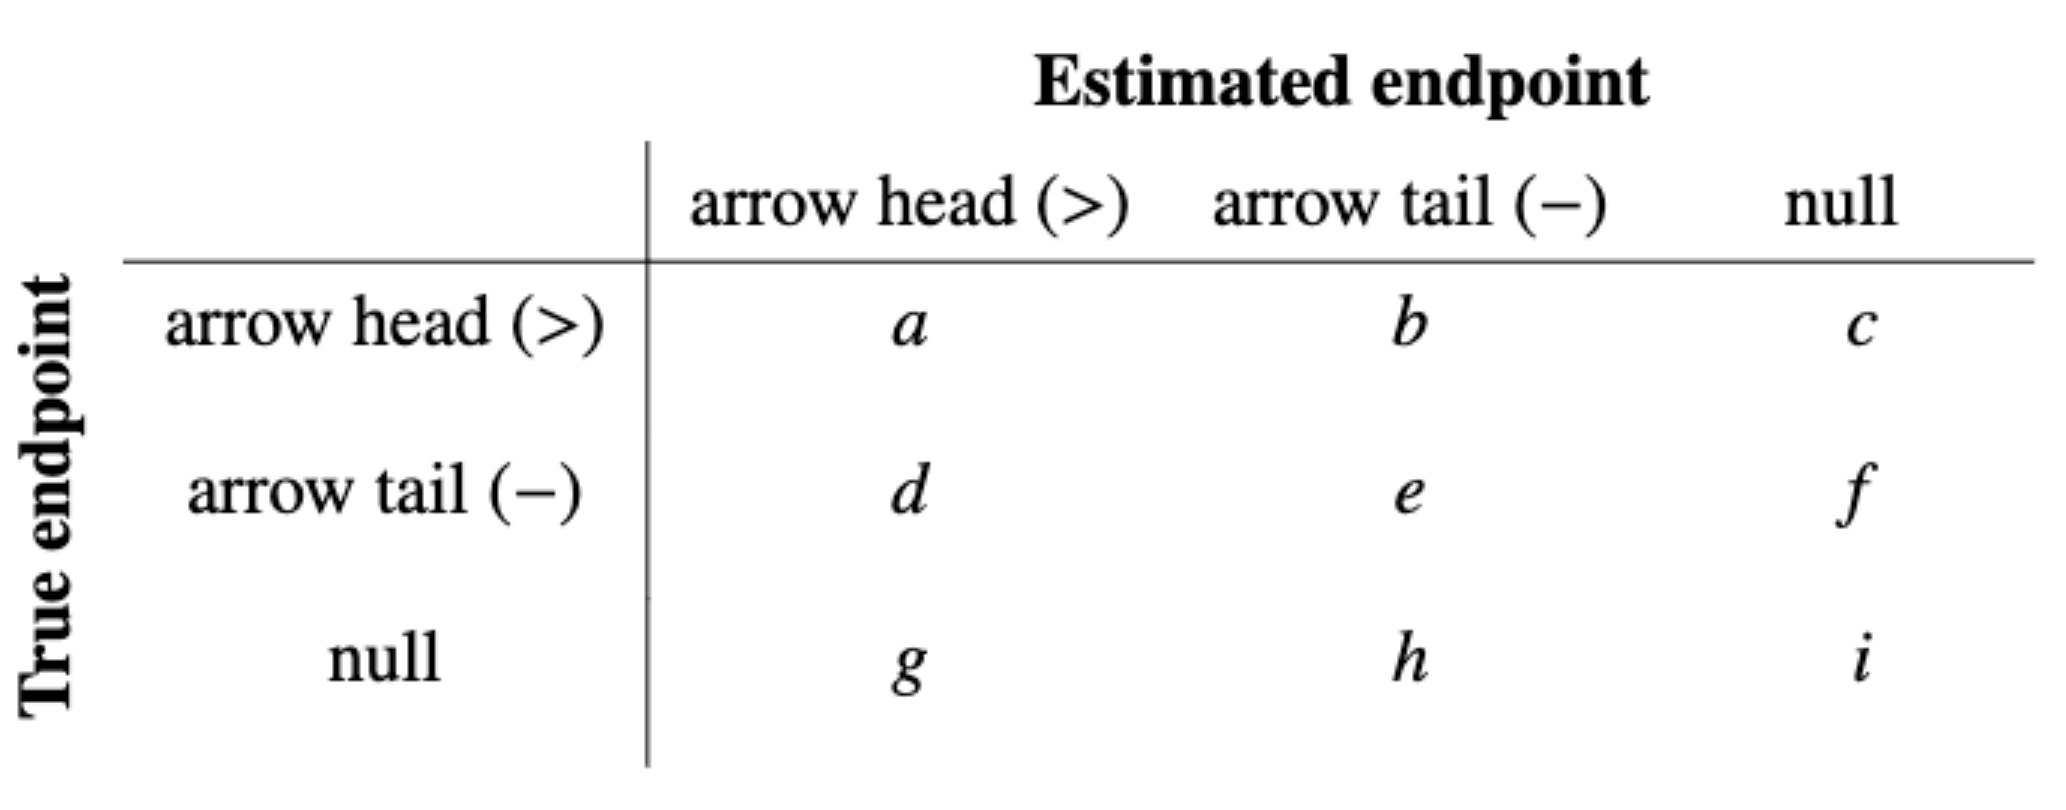 Estimated endpoint
arrow head (>) arrow tail (−) null
True endpoint
arrow head (>) a b c
arrow tail (−) d e f
null g h i